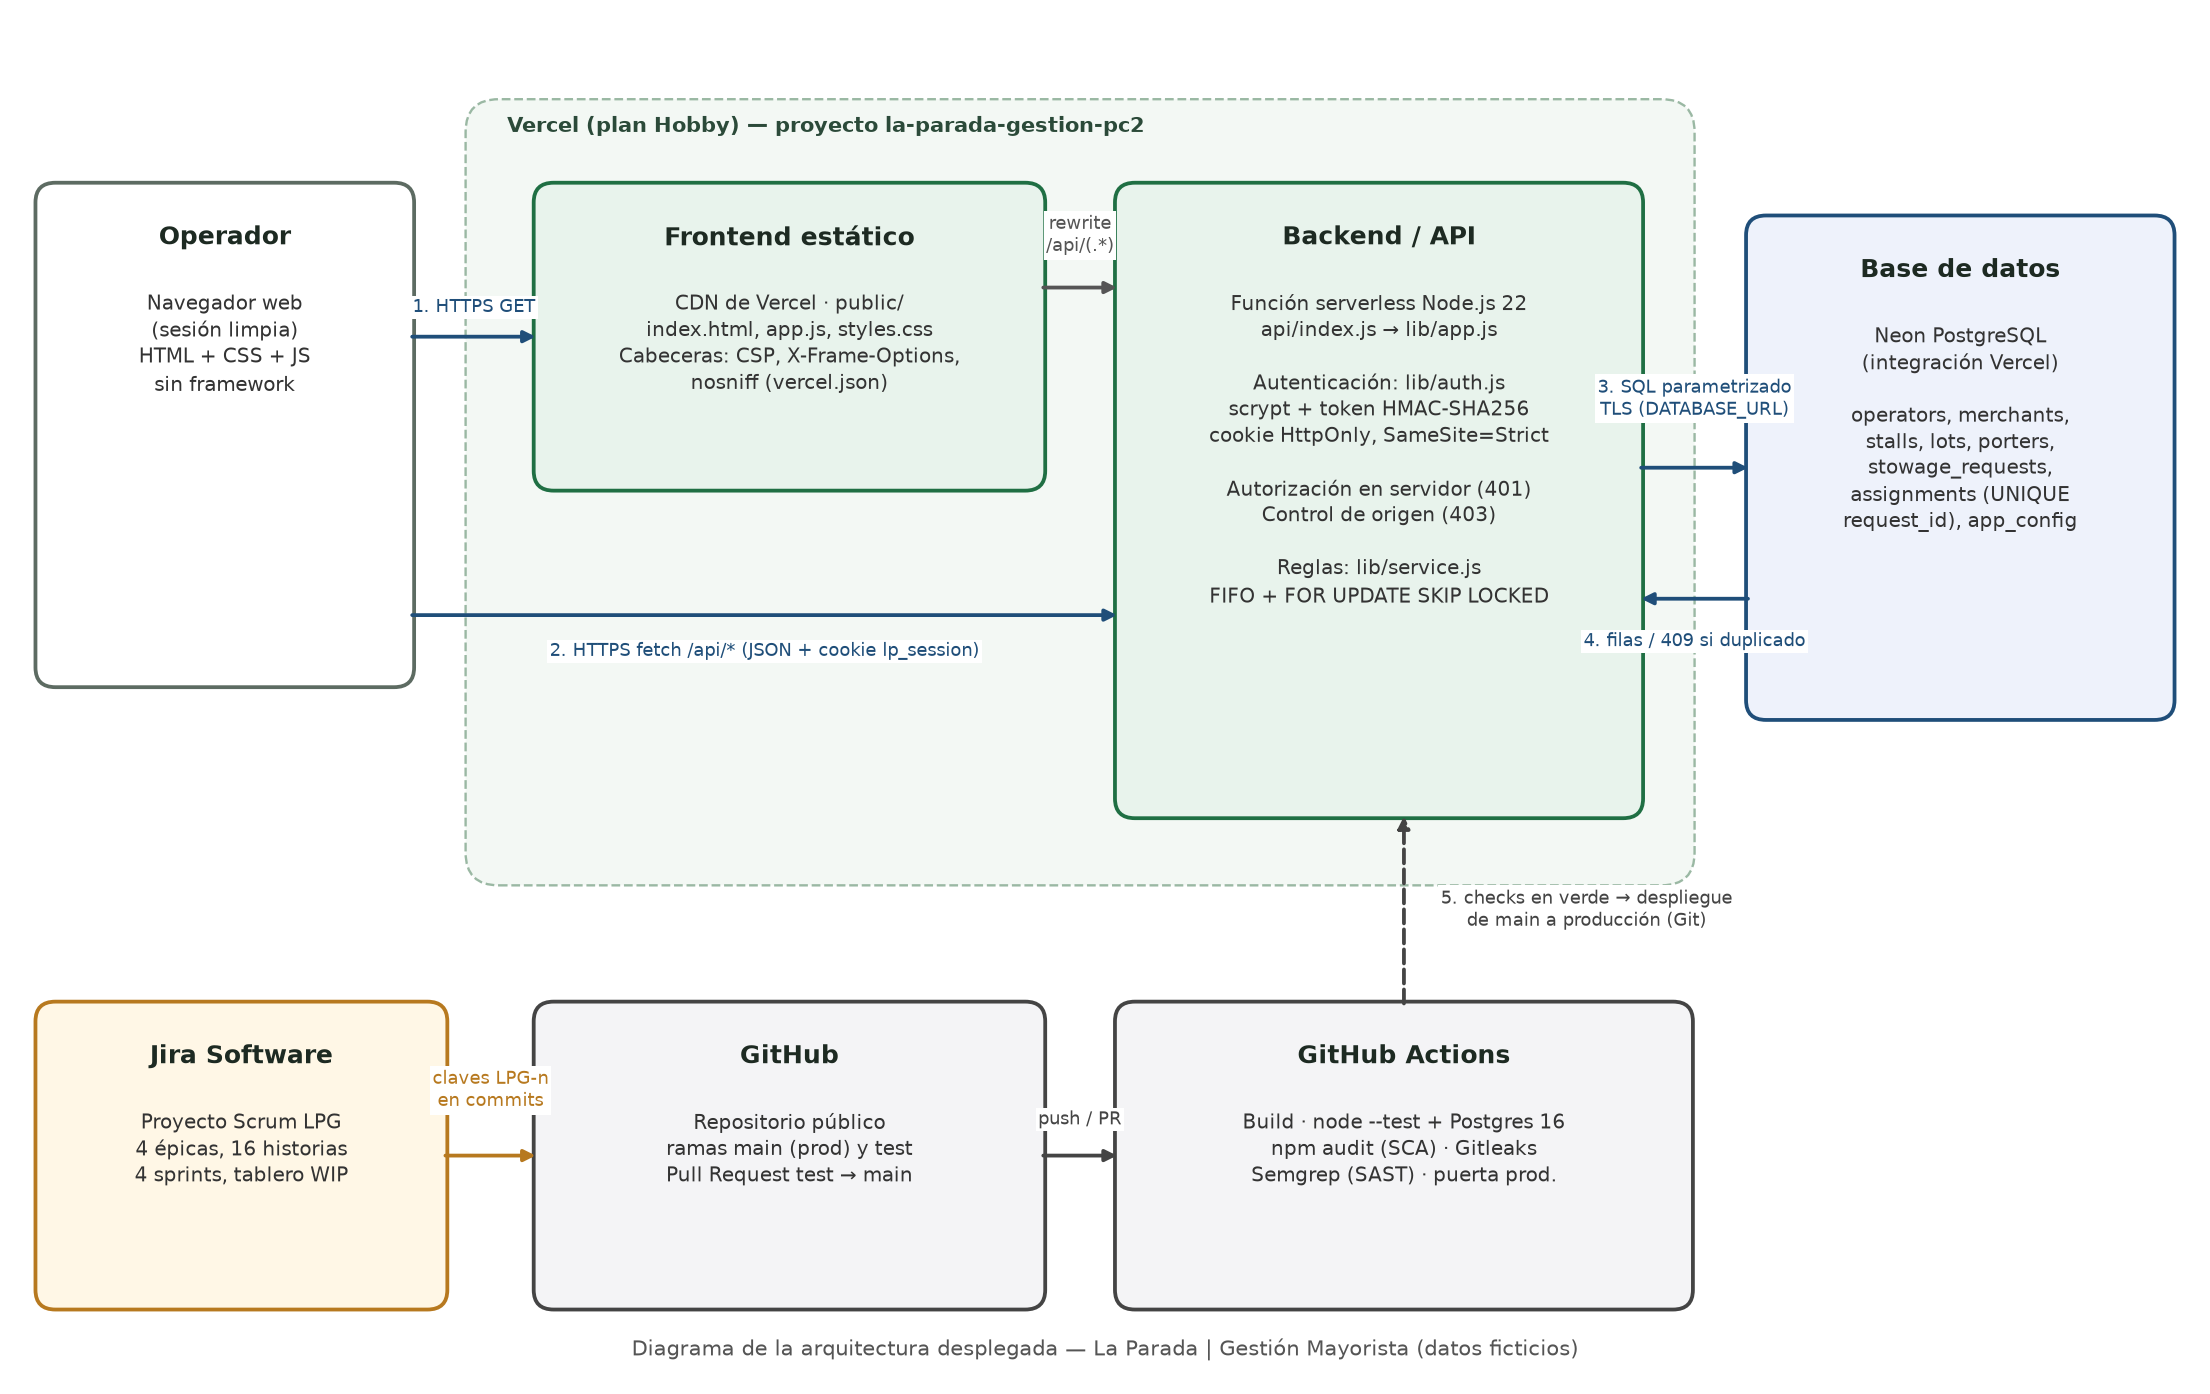 Vercel (plan Hobby) — proyecto la-parada-gestion-pc2
Operador
Navegador web
(sesión limpia)
HTML + CSS + JS
sin framework
1. HTTPS GET
Frontend estático
CDN de Vercel · public/
index.html, app.js, styles.css
Cabeceras: CSP, X-Frame-Options,
nosniff (vercel.json)
rewrite
/api/(.*)
Backend / API
Función serverless Node.js 22
api/index.js → lib/app.js
Autenticación: lib/auth.js
scrypt + token HMAC-SHA256
cookie HttpOnly, SameSite=Strict
Autorización en servidor (401)
Control de origen (403)
Reglas: lib/service.js
FIFO + FOR UPDATE SKIP LOCKED
2. HTTPS fetch /api/* (JSON + cookie lp_session)
3. SQL parametrizado
TLS (DATABASE_URL)
Base de datos
Neon PostgreSQL
(integración Vercel)
operators, merchants,
stalls, lots, porters,
stowage_requests,
assignments (UNIQUE
request_id), app_config
4. filas / 409 si duplicado
5. checks en verde → despliegue
de main a producción (Git)
Jira Software
Proyecto Scrum LPG
4 épicas, 16 historias
4 sprints, tablero WIP
claves LPG-n
en commits
GitHub
Repositorio público
ramas main (prod) y test
Pull Request test → main
push / PR
GitHub Actions
Build · node --test + Postgres 16
npm audit (SCA) · Gitleaks
Semgrep (SAST) · puerta prod.
Diagrama de la arquitectura desplegada — La Parada | Gestión Mayorista (datos ficticios)